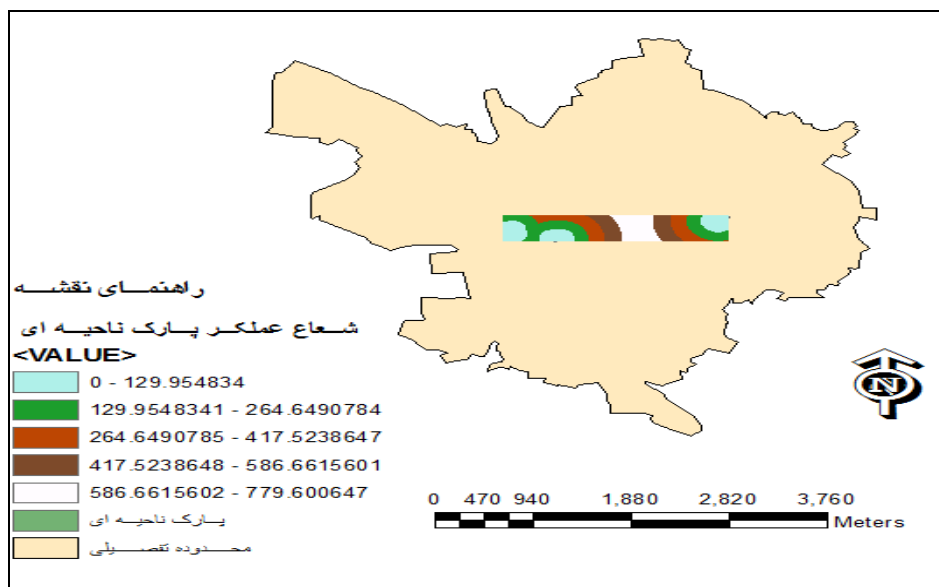 راهنمای نقشه
شعاع عملکر پارک ناحیه ای
<VALUE>
0 - 129.954834
129.9548341 - 264.6490784
264.6490785 - 417.5238647
417.5238648 - 586.6615601
586.6615602 - 779.600647
پارک ناحیه ای
محدوده تفصیلی
N
0 470 940 1,880 2,820 3,760
Meters